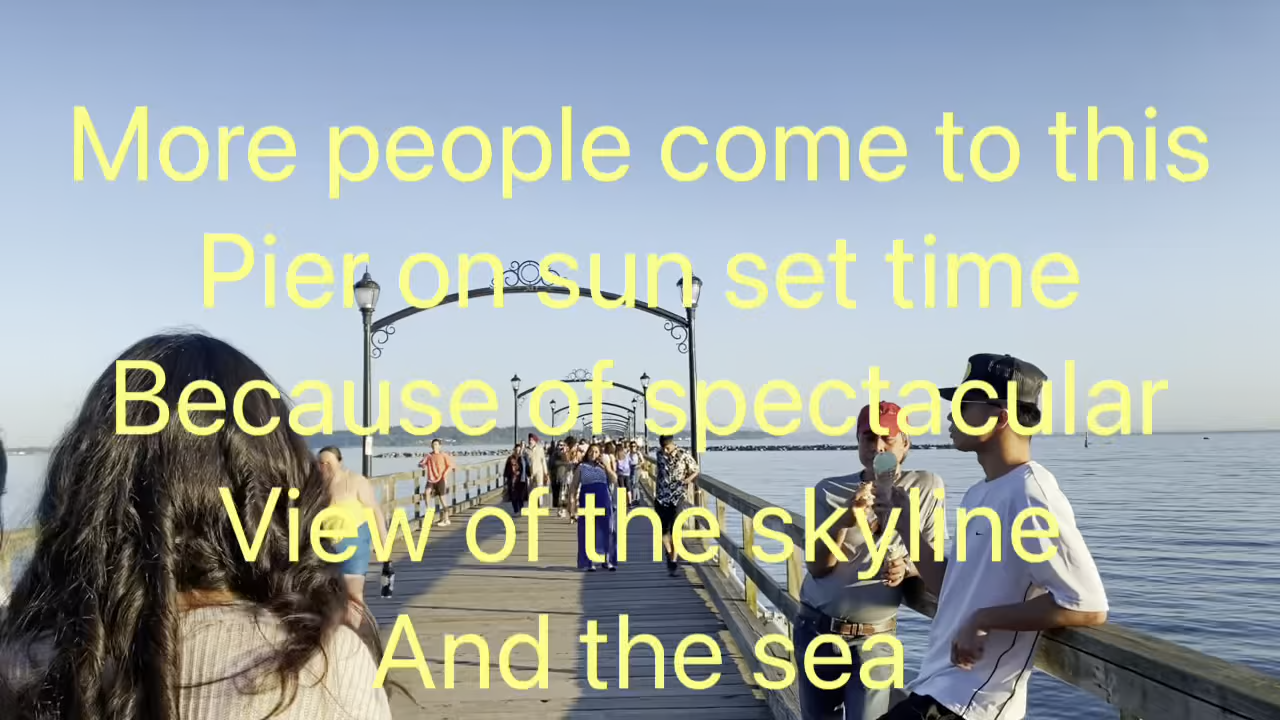 More people come to this
Pier on sun set time
Because of spectacular
View of the skyline
And the sea